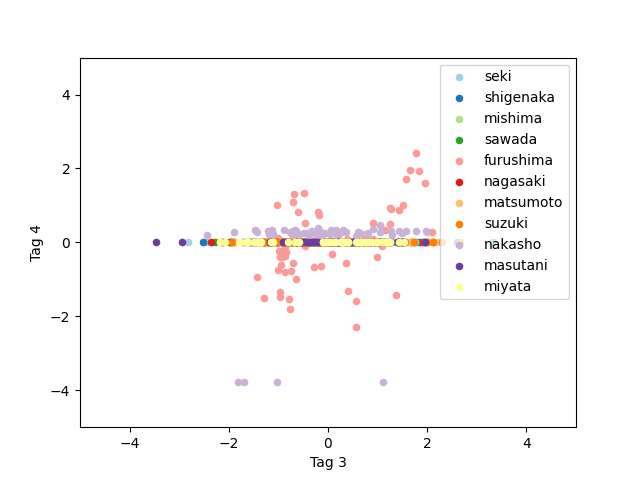 4
2
0
−2
−4
Tag 4
−4
−2
0
2
4
Tag 3
seki
shigenaka
mishima
sawada
furushima
nagasaki
matsumoto
suzuki
takasho
masutani
miyata